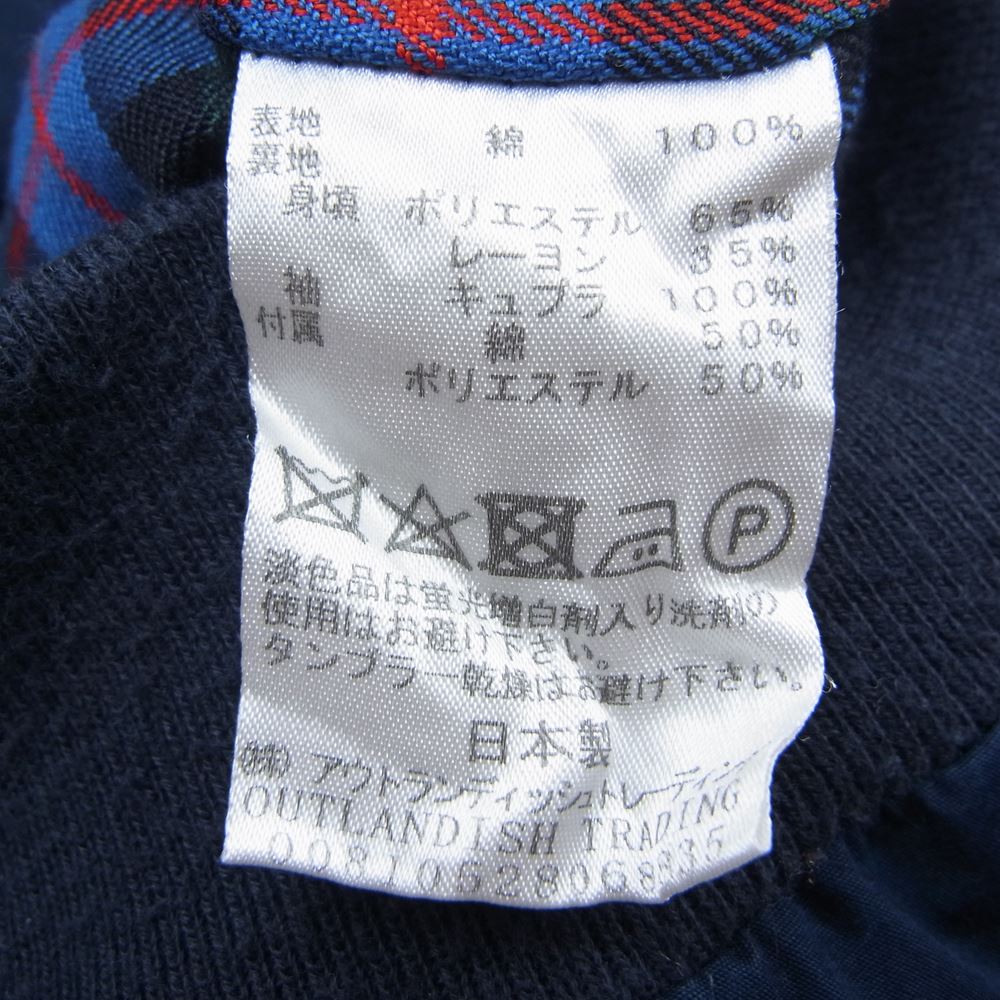 表地 綿 100%
裏地
身頃 ポリエステル 65%
レーヨン 35%
袖 キュプラ 100%
付属 綿 50%
ポリエステル 50%
P
淡色品は蛍光増白剤入り洗剤の
使用はお避け下さい。
タンブラー乾燥はお避け下さい。
日本製
(株)アウトランディッシュトレーディング
OUTLANDISH TRADING